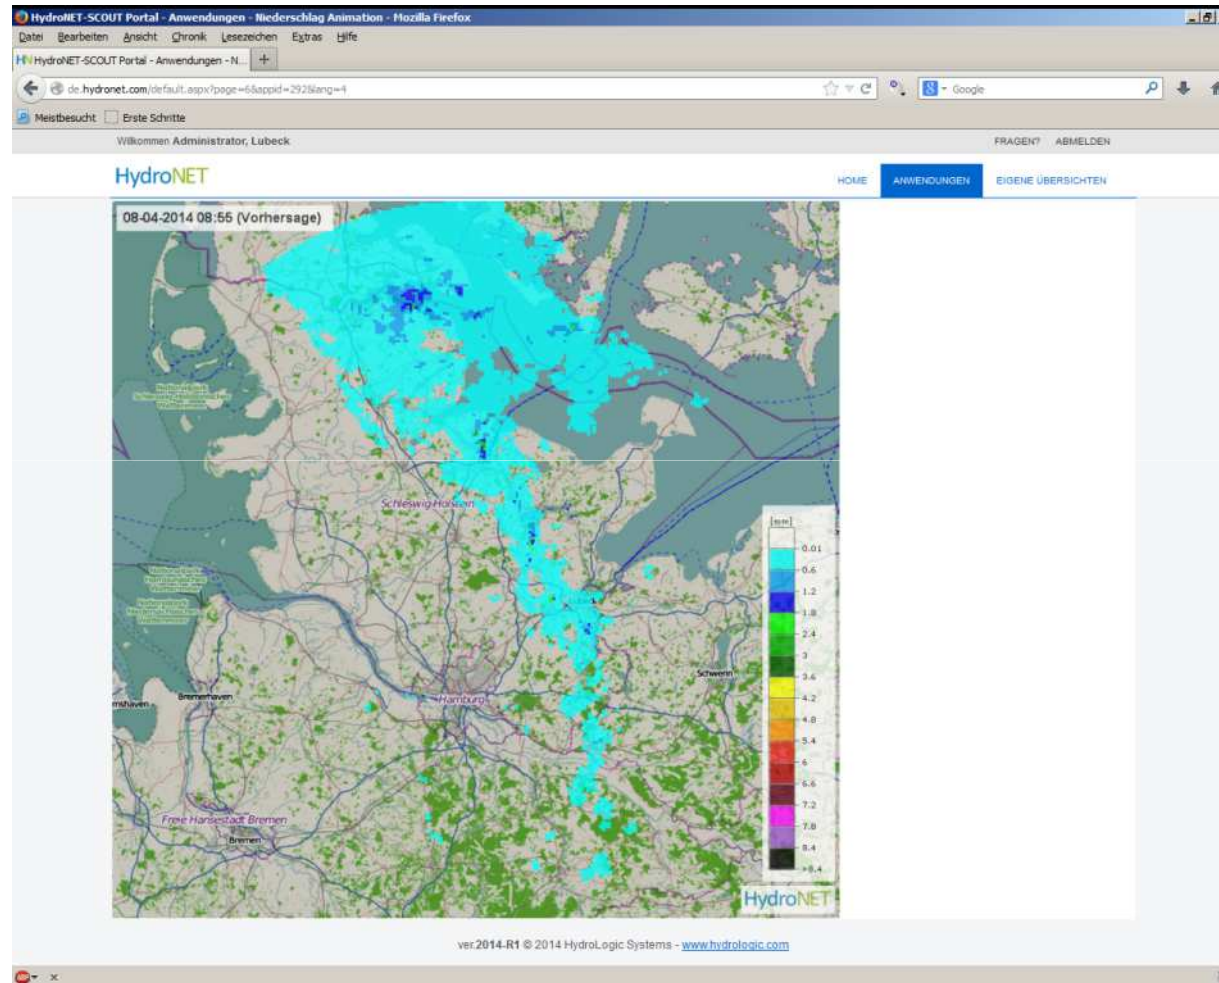 HydroNET-SCOUT Portal - Anwendungen - Niederschlag Animation - Mozilla Firefox
Datei Bearbeiten Ansicht Chronik Lesezeichen Extras Hilfe
HydroNET-SCOUT Portal - Anwendungen - N...
de.hydronet.com/default.aspx?page=6&appid=292&lang=4
Google
Meistbesucht Erste Schritte
Willkommen Administrator, Lubeck
FRAGEN? ABMELDEN
HydroNET
HOME ANWENDUNGEN EIGENE ÜBERSICHTEN
08-04-2014 08:55 (Vorhersage)
Schleswig-Holstein
[mm]
0.01
0.6
1.2
1.8
2.4
3
3.6
4.2
4.8
5.4
6
6.6
7.2
7.8
8.4
>8.4
Schwerin
Bremerhaven
Hamburg
Freie Hansestadt Bremen
Bremen
HydroNET
ver.2014-R1 © 2014 HydroLogic Systems - www.hydrologic.com